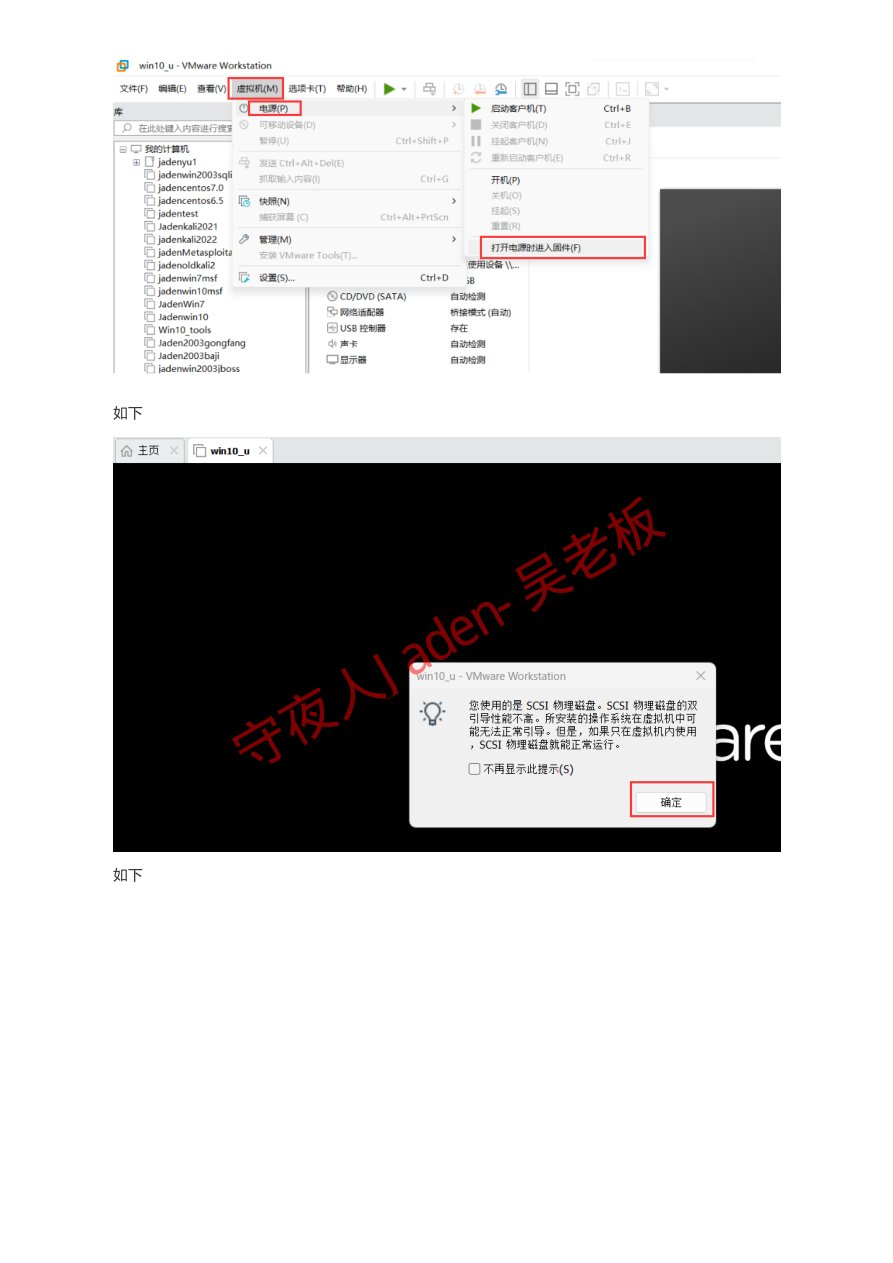 win10_u - VMware Workstation
文件(F) 编辑(E) 查看(V) 虚拟机(M) 选项卡(T) 帮助(H)
库
在此处键入内容进行搜索
我的计算机
jadenyu1
jadenwin2003sqli
jadencentos7.0
jadencentos6.5
jadentest
Jadenkali2021
jadenkali2022
jadenMetasploita
jadenoldkali2
jadenwin7msf
jadenwin10msf
JadenWin7
Jadenwin10
Win10_tools
Jaden2003gongfang
Jaden2003baji
jadenwin2003jboss
电源(P)
可移动设备(D)
暂停(U) Ctrl+Shift+P
发送 Ctrl+Alt+Del(E)
抓取输入内容(I) Ctrl+G
快照(N)
捕获屏幕 (C) Ctrl+Alt+PrtScn
管理(M)
安装 VMware Tools(T)...
设置(S)... Ctrl+D
启动客户机(T) Ctrl+B
关闭客户机(D) Ctrl+E
挂起客户机(N) Ctrl+J
重新启动客户机(E) Ctrl+R
开机(P)
关机(O)
挂起(S)
重置(R)
打开电源时进入固件(F)
使用设备 \\...
GB
CD/DVD (SATA) 自动检测
网络适配器 桥接模式 (自动)
USB 控制器 存在
声卡 自动检测
显示器 自动检测
如下
主页 win10_u
守夜人Jaden-吴老板
win10_u - VMware Workstation
您使用的是 SCSI 物理磁盘。SCSI 物理磁盘的双
引导性能不高。所安装的操作系统在虚拟机中可
能无法正常引导。但是，如果只在虚拟机内使用
，SCSI 物理磁盘就能正常运行。
不再显示此提示(S)
确定
are
如下